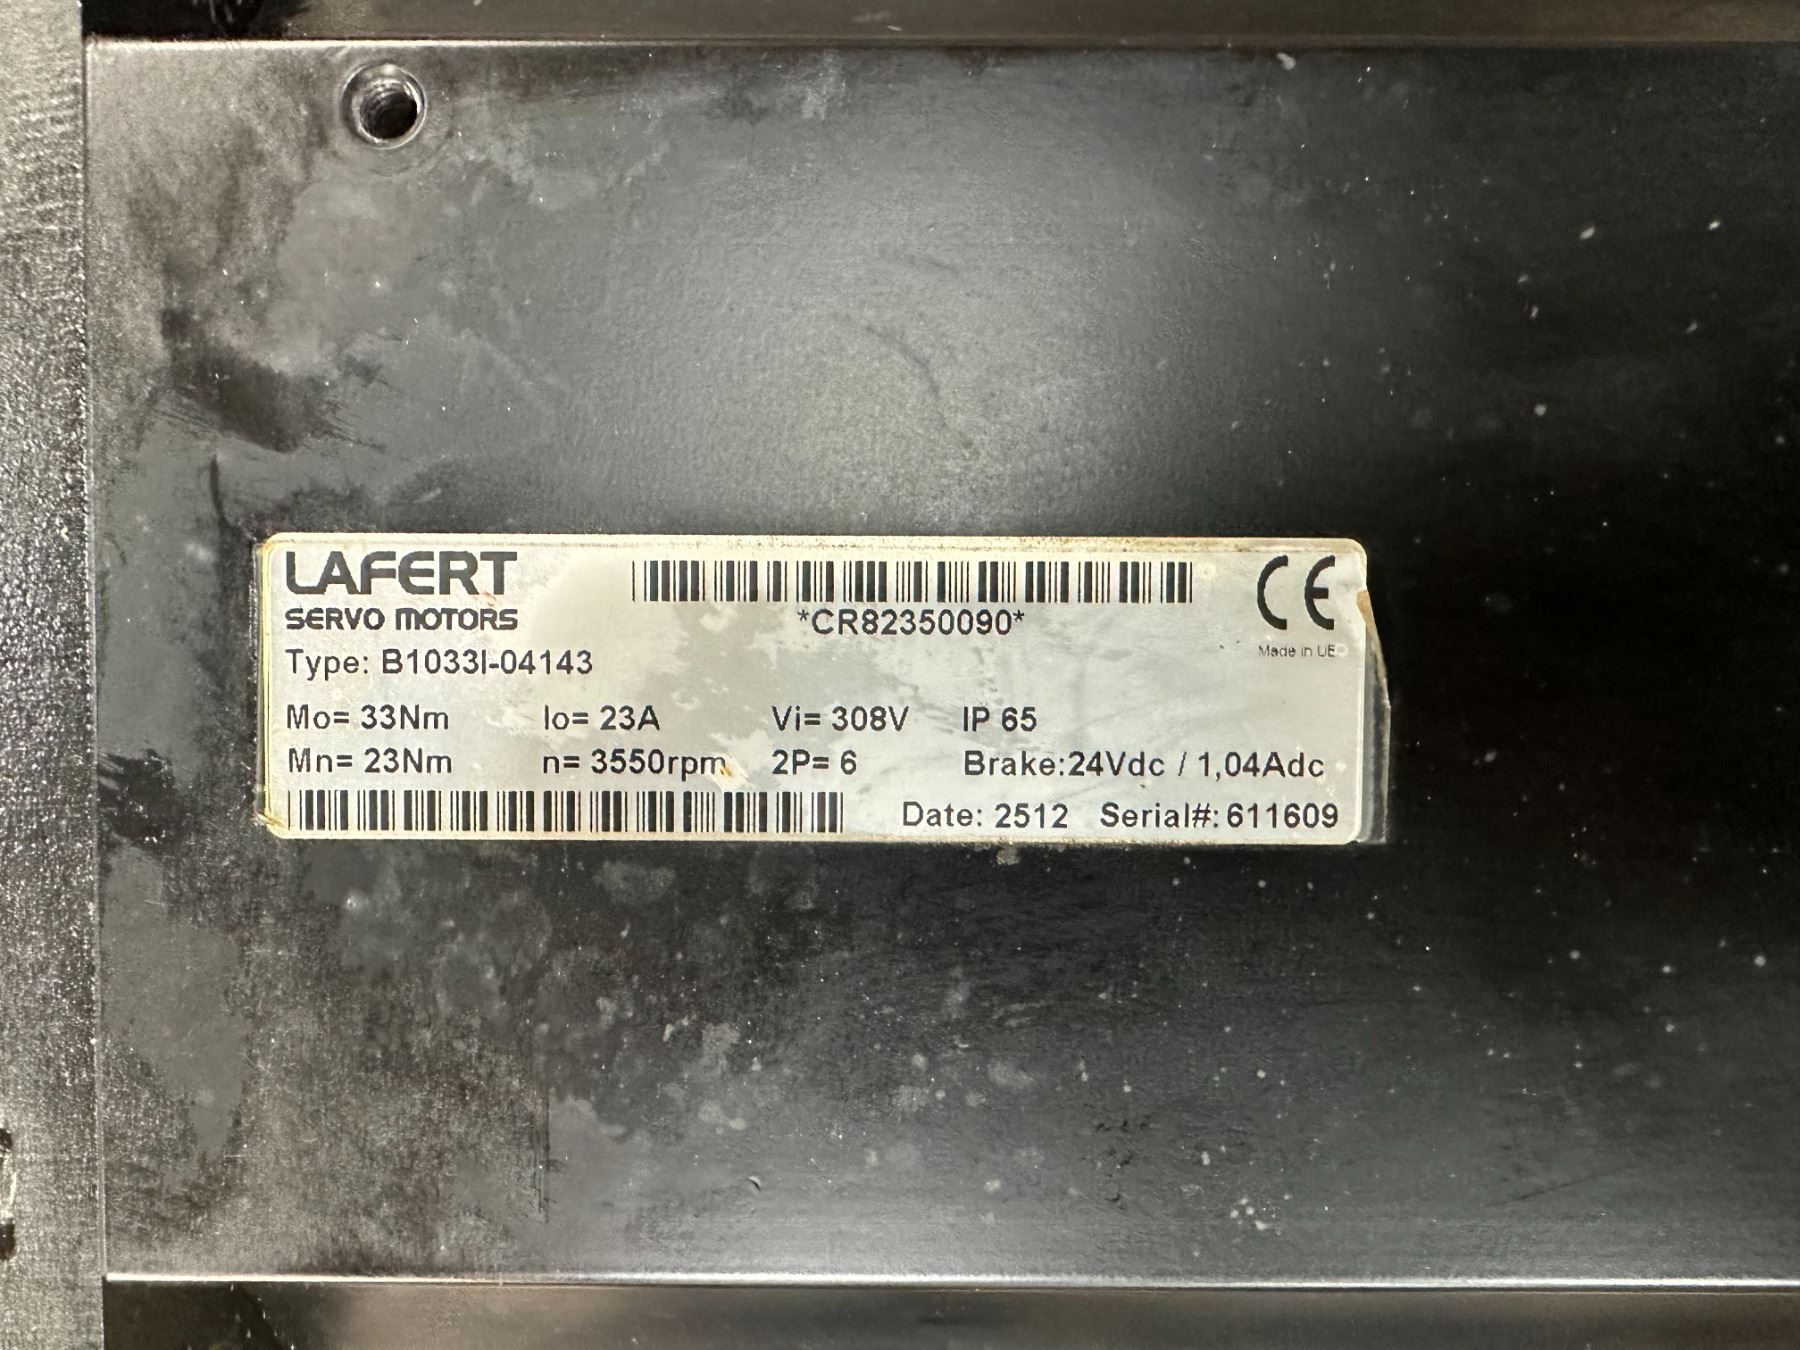 LAFERT
SERVO MOTORS
*CR82350090*
CE
Made in UE
Type: B1033I-04143
Mo= 33Nm Io= 23A Vi= 308V IP 65
Mn= 23Nm n= 3550rpm 2P= 6 Brake:24Vdc / 1,04Adc
Date: 2512 Serial#: 611609